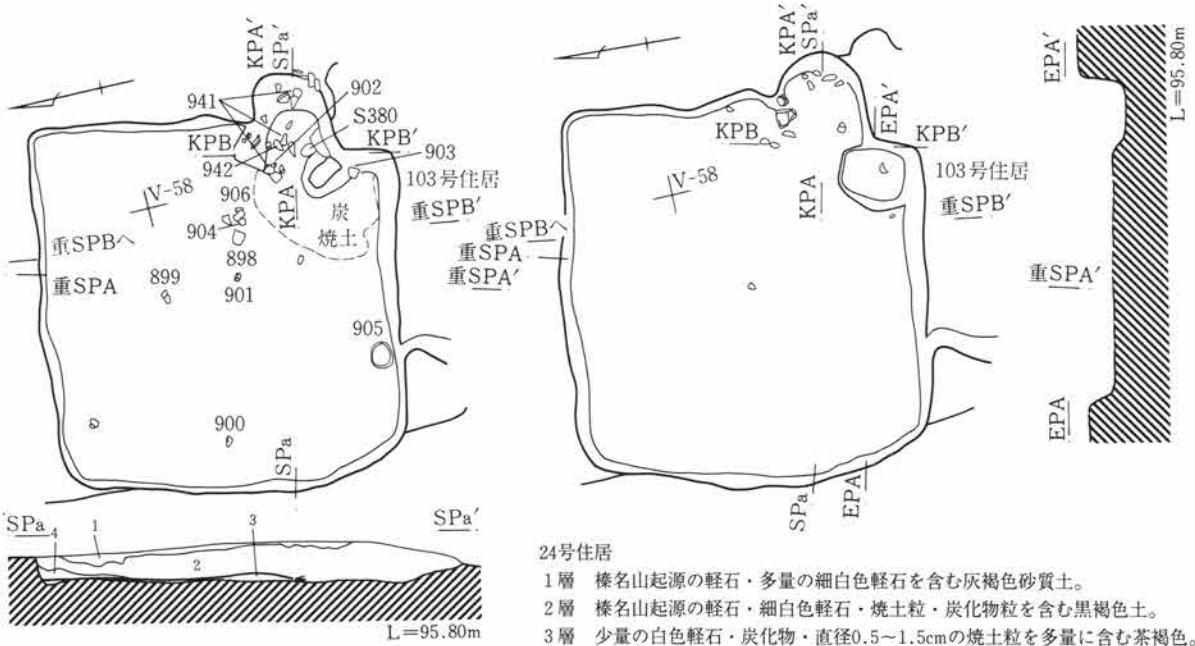 KPA′
SPa′
941
902
S380
KPB
KPB′
942
903
103号住居
906
V-58
KPA
重SPB′
904
炭
焼土
重SPBへ
898
重SPA
899
901
重SPA′
905
900
SPa
KPA′
SPa′
KPB
EPA′
KPB′
103号住居
V-58
KPA
重SPB′
重SPBへ
重SPA
重SPA′
SPa
EPA
EPA′
L=95.80m
EPA
SPa
4
1
3
SPa′
2
L=95.80m
24号住居
1層 榛名山起源の軽石・多量の細白色軽石を含む灰褐色砂質土。
2層 榛名山起源の軽石・細白色軽石・焼土粒・炭化物粒を含む黒褐色土。
3層 少量の白色軽石・炭化物・直径0.5~1.5cmの焼土粒を多量に含む茶褐色。